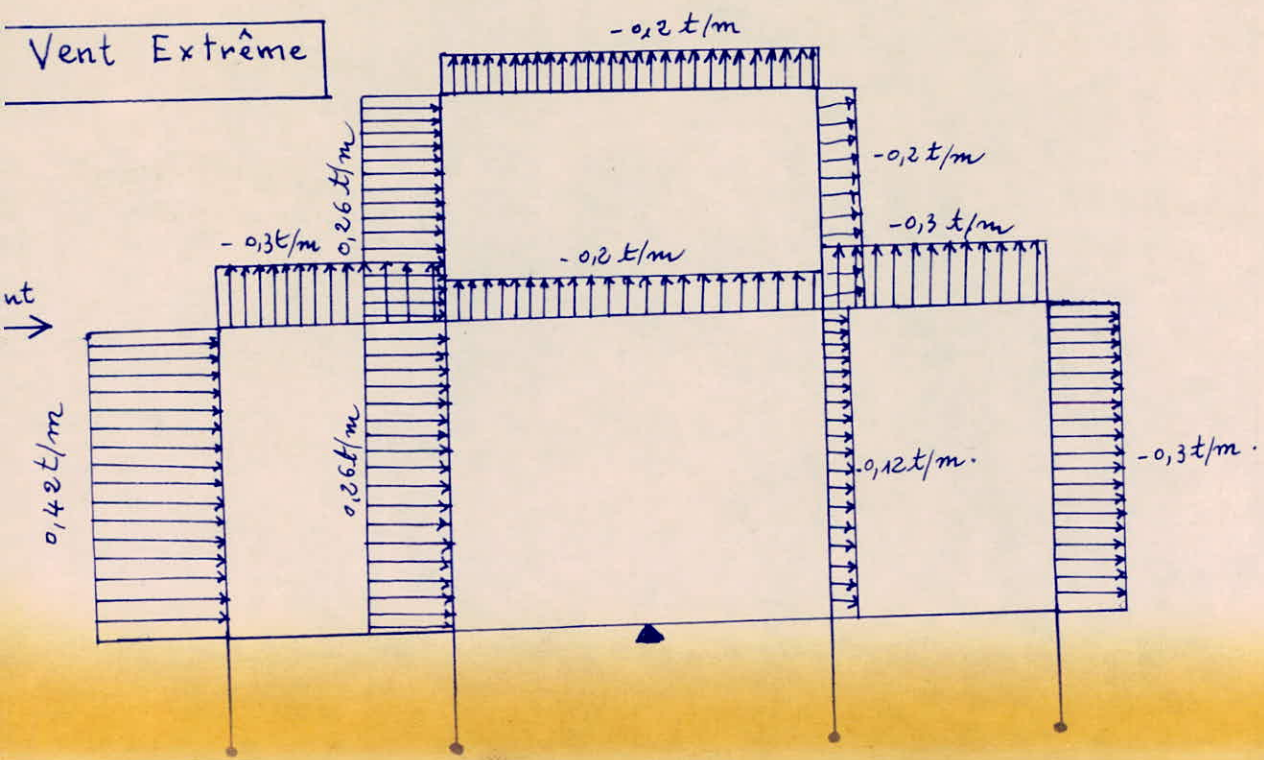 Vent Extrême
-0,2 t/m
0,26 t/m
-0,2 t/m
-0,3 t/m
-0,3t/m
-0,2 t/m
nt
0,42 t/m
0,26 t/m
-0,12 t/m.
-0,3 t/m.